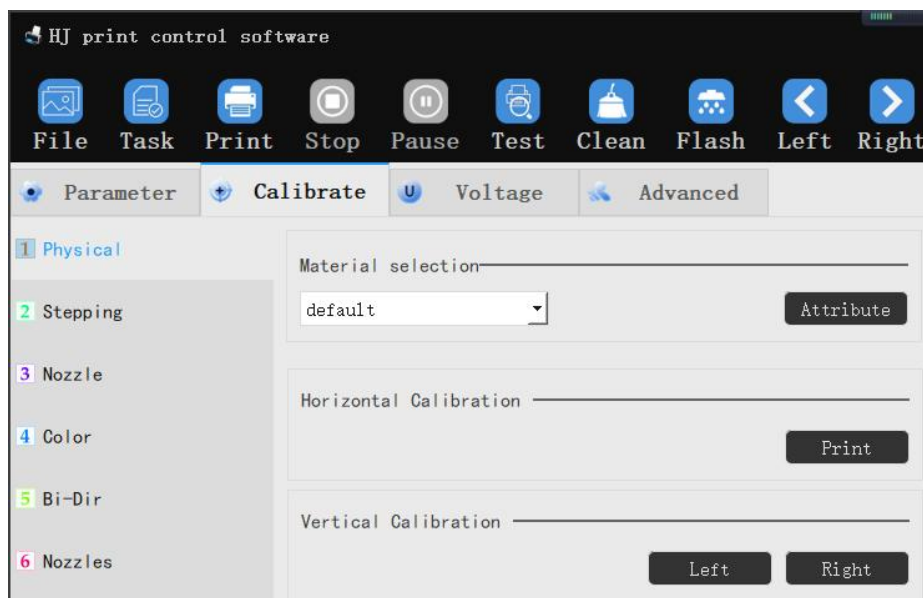 HJ print control software
File Task Print Stop Pause Test Clean Flash Left Right
Parameter Calibrate U Voltage Advanced
1 Physical
2 Stepping
3 Nozzle
4 Color
5 Bi-Dir
6 Nozzles
Material selection
default Attribute
Horizontal Calibration
Print
Vertical Calibration
Left Right